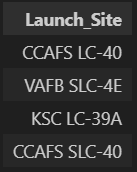 Launch_Site
CCAFS LC-40
VAFB SLC-4E
KSC LC-39A
CCAFS SLC-40